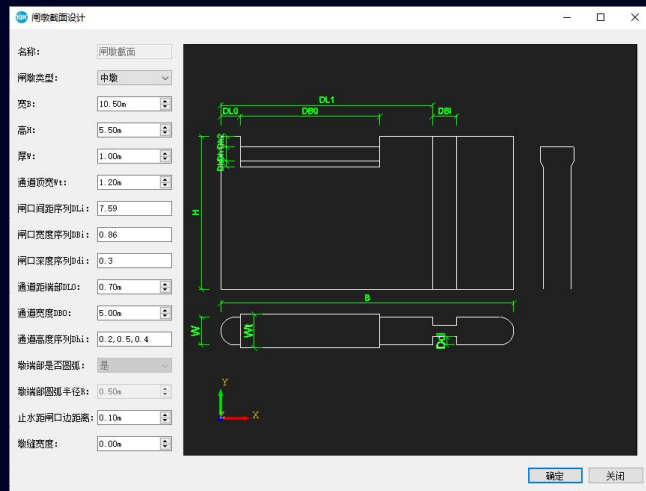 闸墩截面设计
名称: 闸墩截面
闸墩类型: 中墩
宽B: 10.50m
高H: 5.50m
厚W: 1.00m
通道顶宽Wt: 1.20m
闸口间距序列DLi: 7.59
闸口宽度序列DBi: 0.86
闸口深度序列Ddi: 0.3
通道距端部DL0: 0.70m
通道宽度DB0: 5.00m
通道高度序列Dhi: 0.2,0.5,0.4
墩端部是否圆弧: 是
墩端部圆弧半径R: 0.50m
止水距闸口边距离: 0.10m
墩缝宽度: 0.00m
DL1
DL0
DB0
DBi
H
B
W
Wt
Ddi
Y
X
确定
关闭